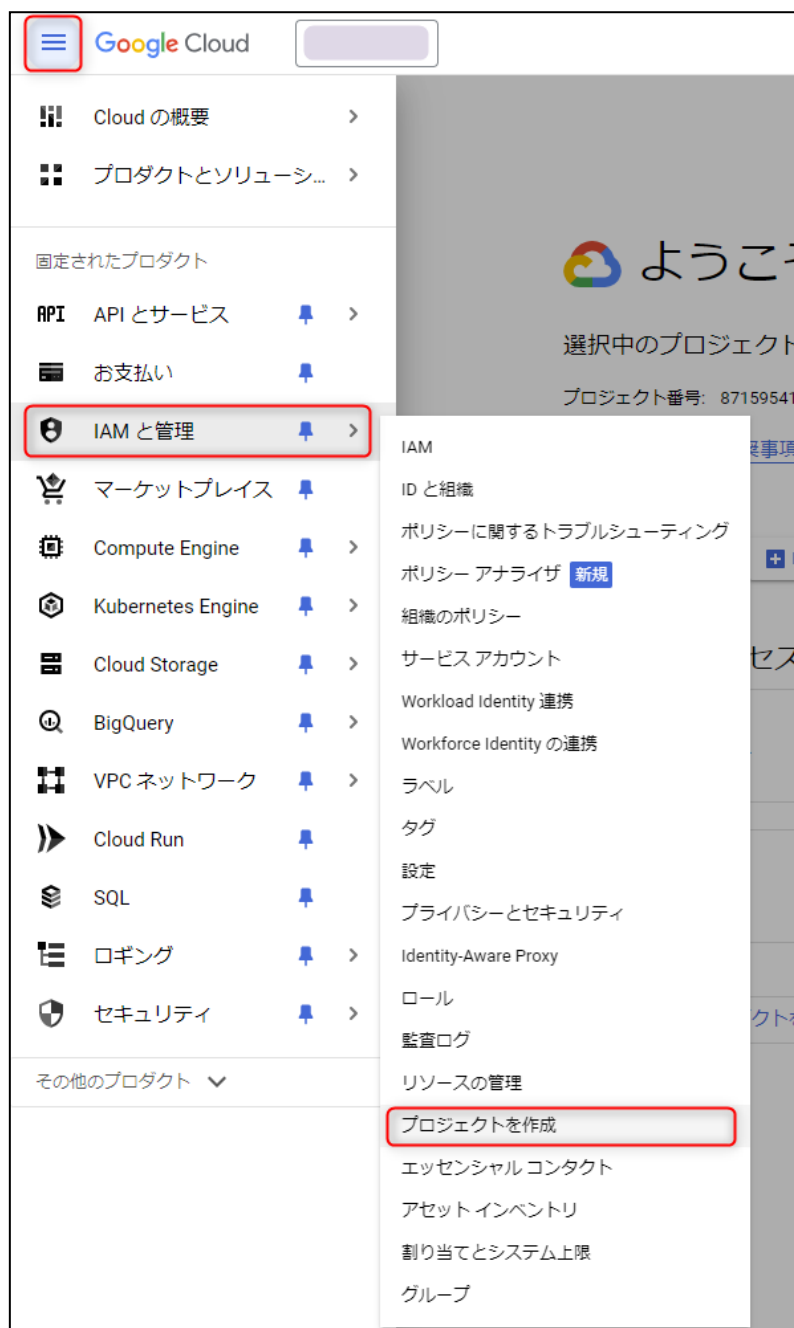 Google Cloud
Cloud の概要
プロダクトとソリューシ...
固定されたプロダクト
API API とサービス
お支払い
IAM と管理
マーケットプレイス
Compute Engine
Kubernetes Engine
Cloud Storage
BigQuery
VPC ネットワーク
Cloud Run
SQL
ロギング
セキュリティ
その他のプロダクト
IAM
ID と組織
ポリシーに関するトラブルシューティング
ポリシー アナライザ 新規
組織のポリシー
サービス アカウント
Workload Identity 連携
Workforce Identity の連携
ラベル
タグ
設定
プライバシーとセキュリティ
Identity-Aware Proxy
ロール
監査ログ
リソースの管理
プロジェクトを作成
エッセンシャル コンタクト
アセット インベントリ
割り当てとシステム上限
グループ
ようこ
選択中のプロジェクト
プロジェクト番号: 87159541
事項
セス
クト